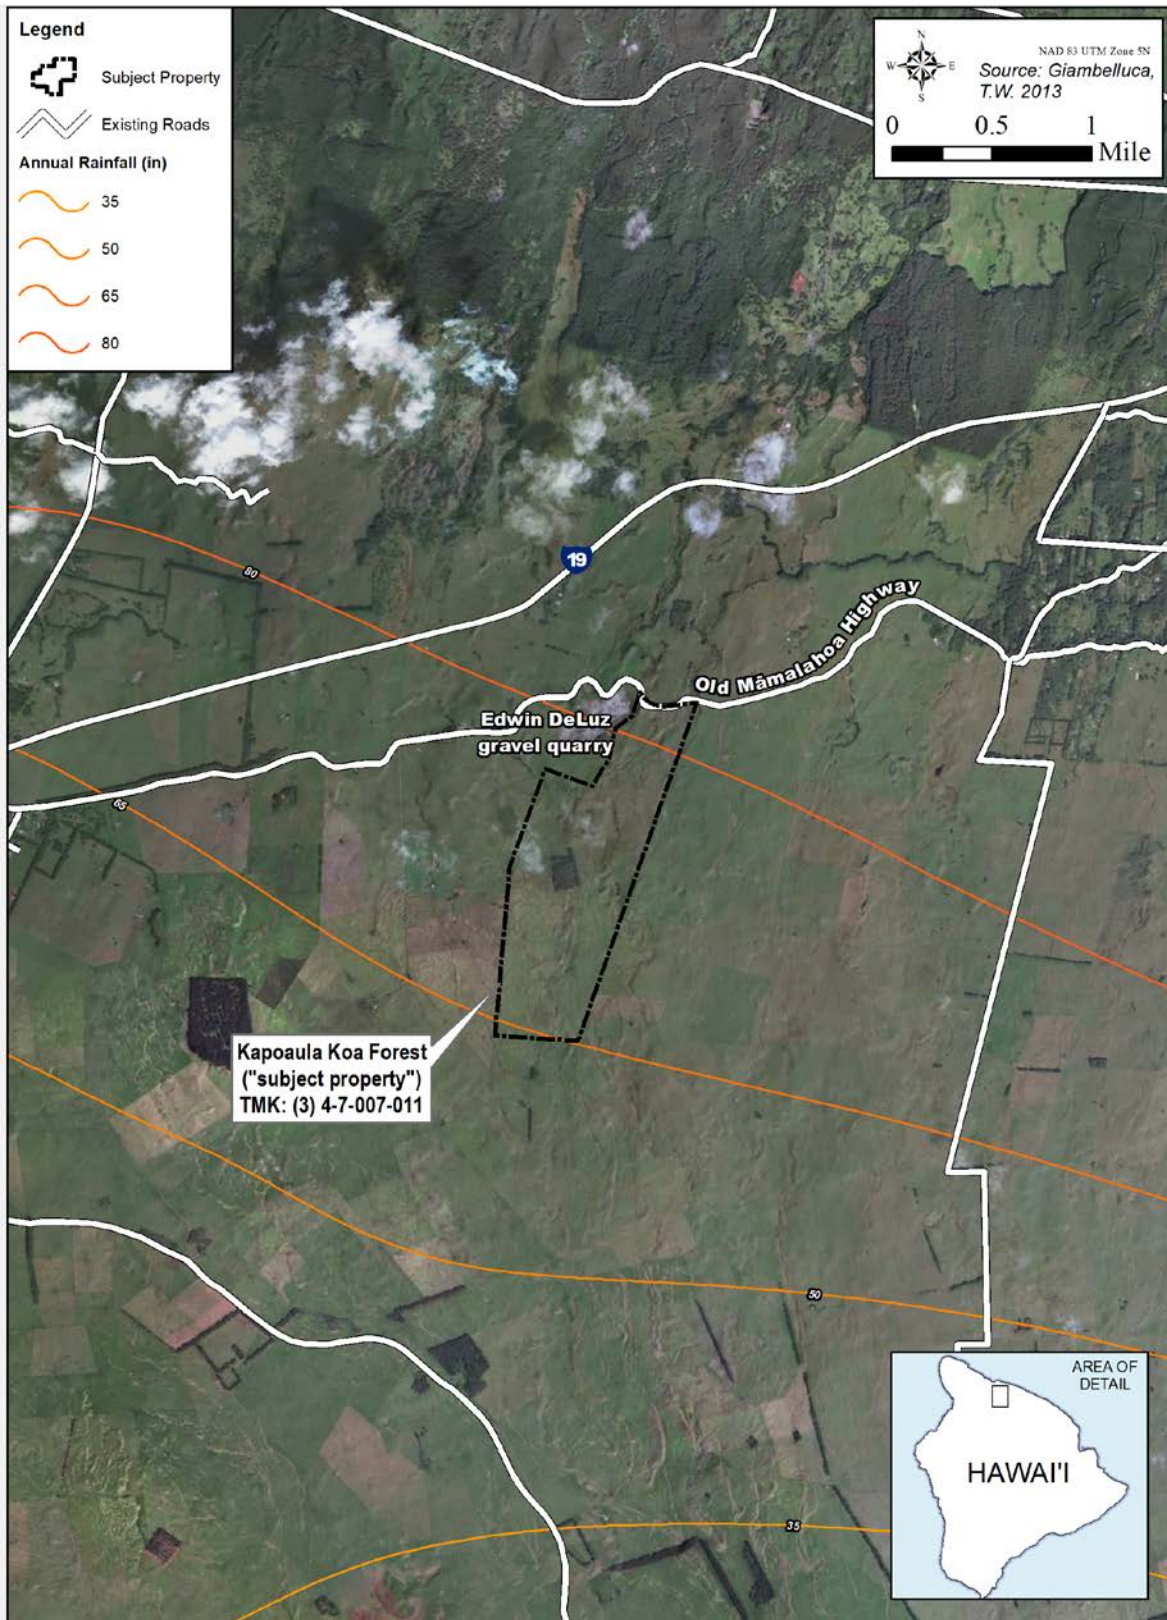 Legend
Subject Property
Existing Roads
Annual Rainfall (in)
35
50
65
80
N
W
E
S
NAD 83 UTM Zone 5N
Source: Giambelluca,
T.W. 2013
0
0.5
1
Mile
80
19
Old Māmalahoa Highway
Edwin DeLuz
gravel quarry
65
Kapoaula Koa Forest
("subject property")
TMK: (3) 4-7-007-011
50
AREA OF
DETAIL
HAWAI'I
35